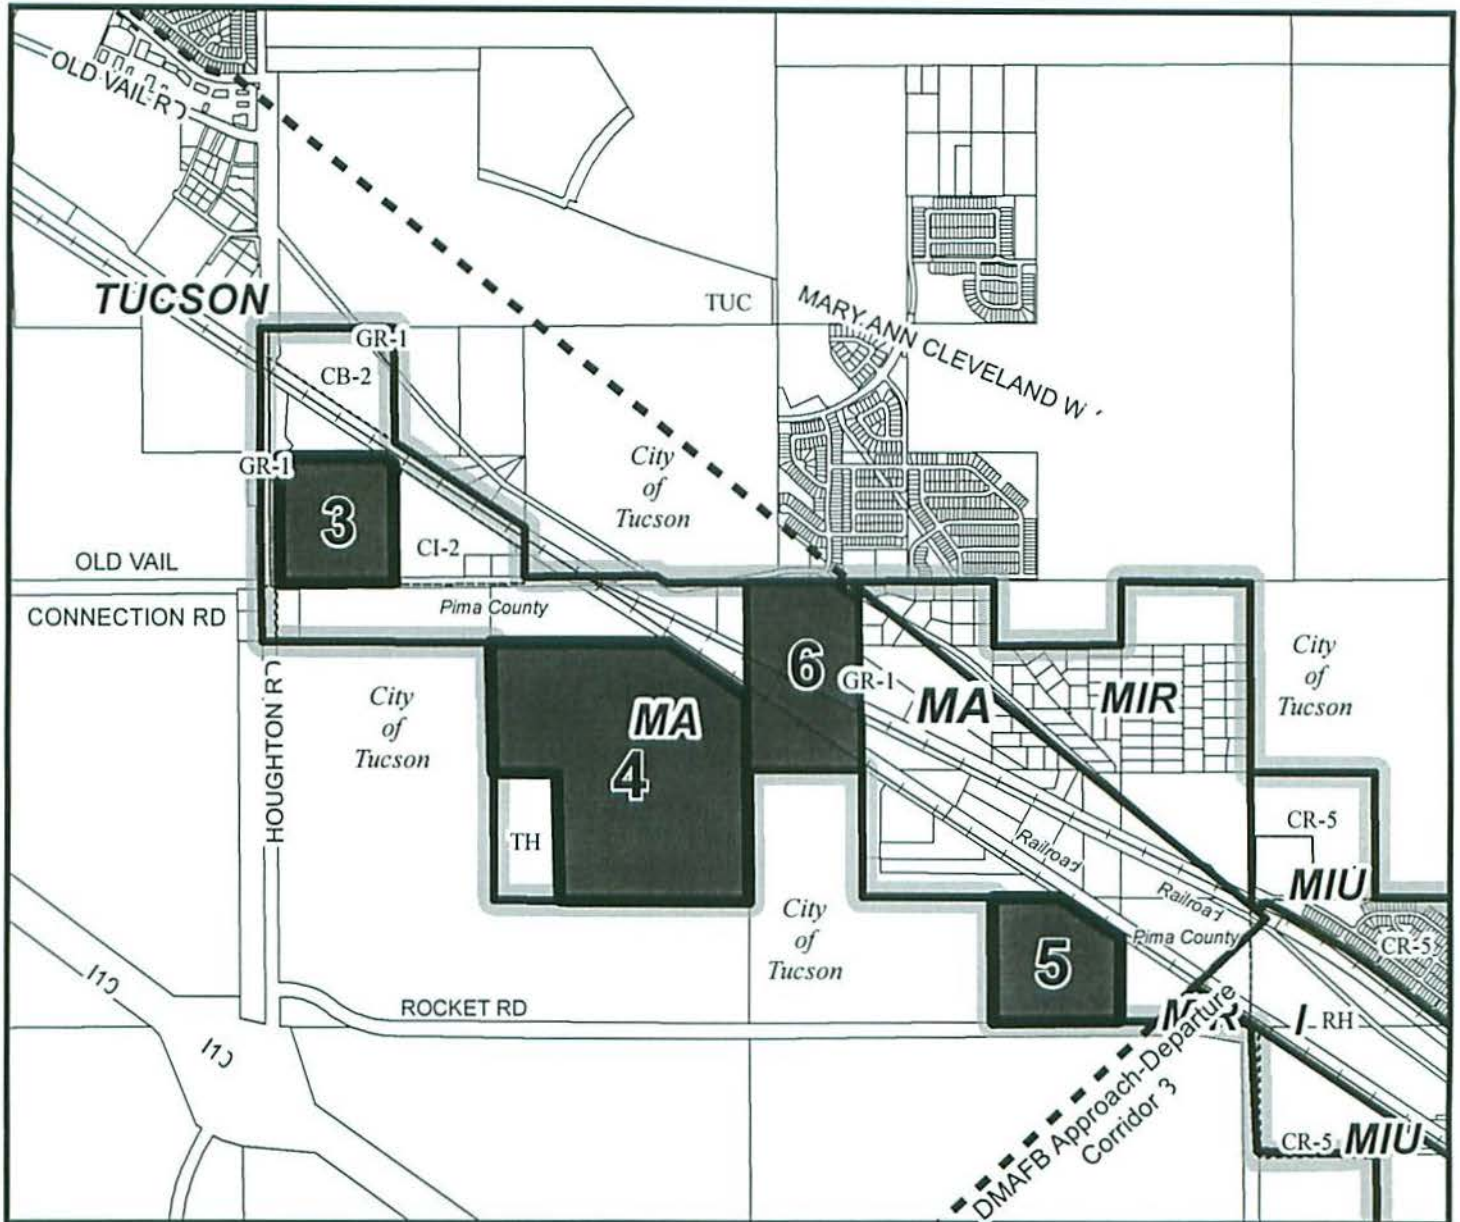 OLD VAIL RD
TUCSON
TUC
MARY ANN CLEVELAND W
GR-1
CB-2
City
of
Tucson
GR-1
3
CI-2
OLD VAIL
CONNECTION RD
Pima County
HOUGHTON RD
City
of
Tucson
MA
4
6
GR-1
MA
MIR
City
of
Tucson
TH
Railroad
CR-5
MIU
Railroad
City
of
Tucson
5
Pima County
CR-5
I10
ROCKET RD
MIR
I
RH
I10
DMAFB Approach-Departure
Corridor 3
CR-5
MIU